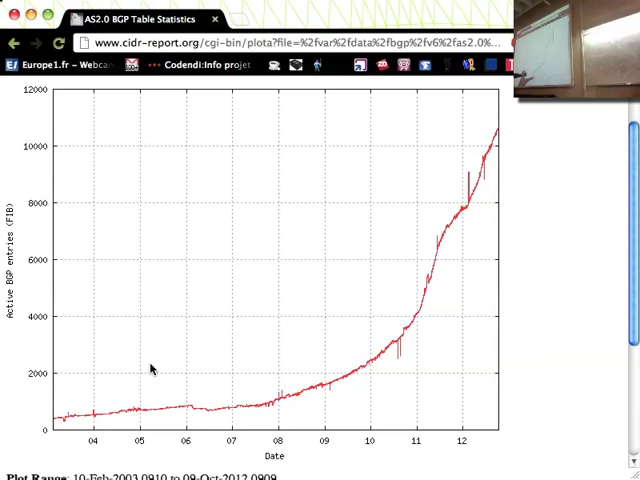 AS2.0 BGP Table Statistics
www.cidr-report.org/cgi-bin/plota?file=%2fvar%2fdata%2fbgp%2fv6%2fas2.0%...
Europe1.fr – Webcam
100+
Codendi:Info projet
12000
10000
8000
6000
4000
2000
0
Active BGP entries (FIB)
04 05 06 07 08 09 10 11 12
Date
Plot Range: 10-Feb-2003 0910 to 09-Oct-2012 0909